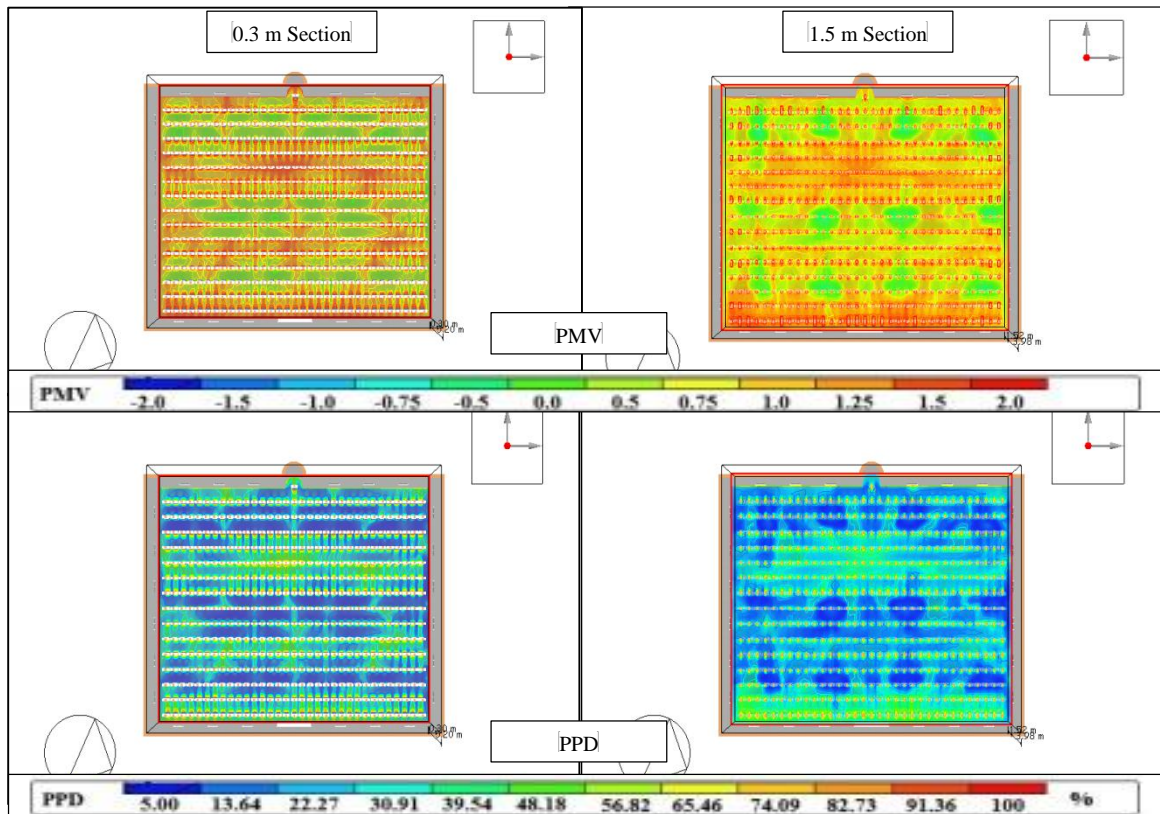 0.3 m Section
1.5 m Section
PMV
PMV -2.0 -1.5 -1.0 -0.75 -0.5 0.0 0.5 0.75 1.0 1.25 1.5 2.0
PPD
PPD 5.00 13.64 22.27 30.91 39.54 48.18 56.82 65.46 74.09 82.73 91.36 100 %